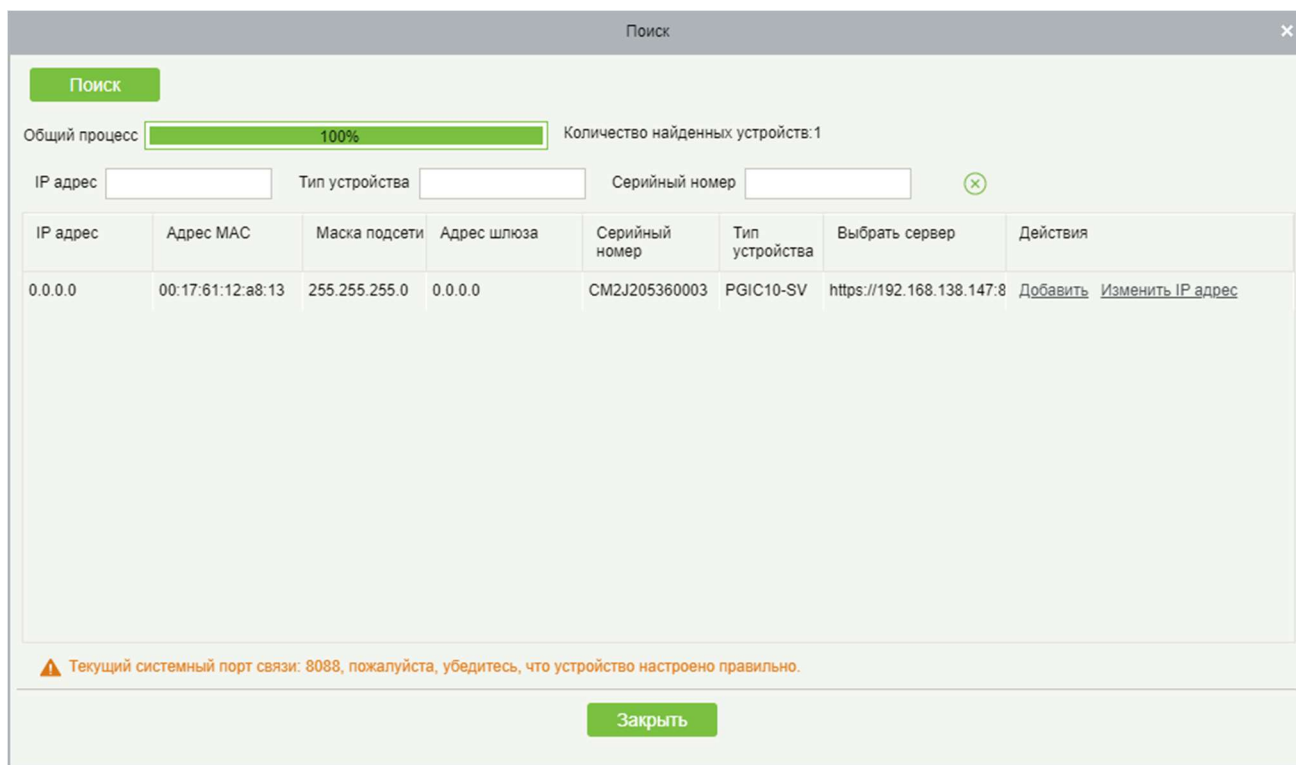 Поиск
Поиск
Общий процесс 100% Количество найденных устройств:1
IP адрес Тип устройства Серийный номер
IP адрес Адрес MAC Маска подсети Адрес шлюза Серийный номер Тип устройства Выбрать сервер Действия
0.0.0.0 00:17:61:12:a8:13 255.255.255.0 0.0.0.0 CM2J205360003 PGIC10-SV https://192.168.138.147:8 Добавить Изменить IP адрес
Текущий системный порт связи: 8088, пожалуйста, убедитесь, что устройство настроено правильно.
Закрыть